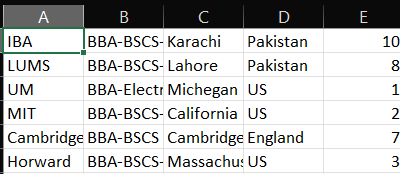 A B C D E
IBA BBA-BSCS- Karachi Pakistan 10
LUMS BBA-BSCS- Lahore Pakistan 8
UM BBA-Electr Michegan US 1
MIT BBA-BSCS- California US 2
Cambridge BBA-BSCS Cambridge England 7
Horward BBA-BSCS- Massachus US 3